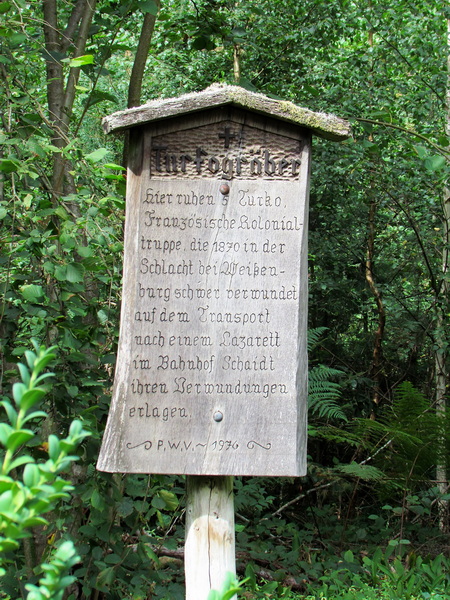 Turkogräber
Hier ruhen 5 Turko,
Französische Kolonial-
truppe, die 1870 in der
Schlacht bei Weißen-
burg schwer verwundet
auf dem Transport
nach einem Lazarett
im Bahnhof Schaidt
ihren Verwundungen
erlagen.
P.W.V. ~ 1976